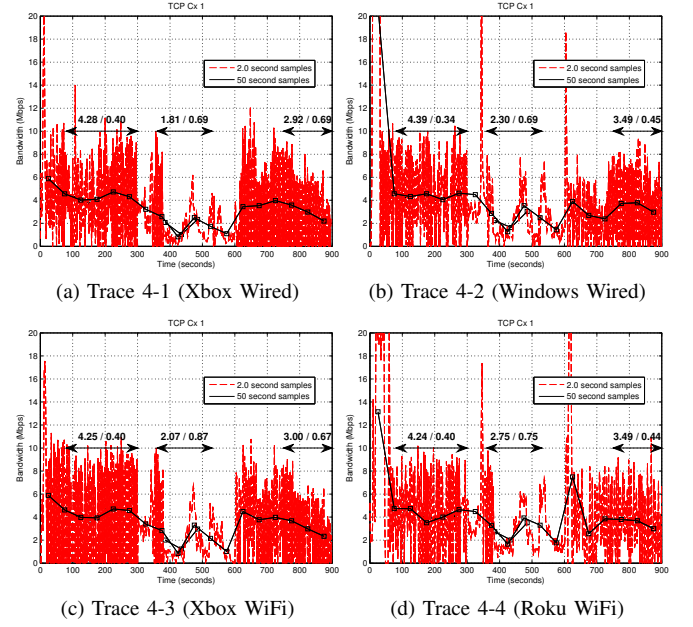 TCP Cx 1
20
18
16
14
12
10
8
6
4
2
0
Bandwidth (Mbps)
2.0 second samples
50 second samples
4.28 / 0.40
1.81 / 0.69
2.92 / 0.69
0 100 200 300 400 500 600 700 800 900
Time (seconds)
(a) Trace 4-1 (Xbox Wired)
TCP Cx 1
20
18
16
14
12
10
8
6
4
2
0
Bandwidth (Mbps)
2.0 second samples
50 second samples
4.39 / 0.34
2.30 / 0.69
3.49 / 0.45
0 100 200 300 400 500 600 700 800 900
Time (seconds)
(b) Trace 4-2 (Windows Wired)
TCP Cx 1
20
18
16
14
12
10
8
6
4
2
0
Bandwidth (Mbps)
2.0 second samples
50 second samples
4.25 / 0.40
2.07 / 0.87
3.00 / 0.67
0 100 200 300 400 500 600 700 800 900
Time (seconds)
(c) Trace 4-3 (Xbox WiFi)
TCP Cx 1
20
18
16
14
12
10
8
6
4
2
0
Bandwidth (Mbps)
2.0 second samples
50 second samples
4.24 / 0.40
2.75 / 0.75
3.49 / 0.44
0 100 200 300 400 500 600 700 800 900
Time (seconds)
(d) Trace 4-4 (Roku WiFi)